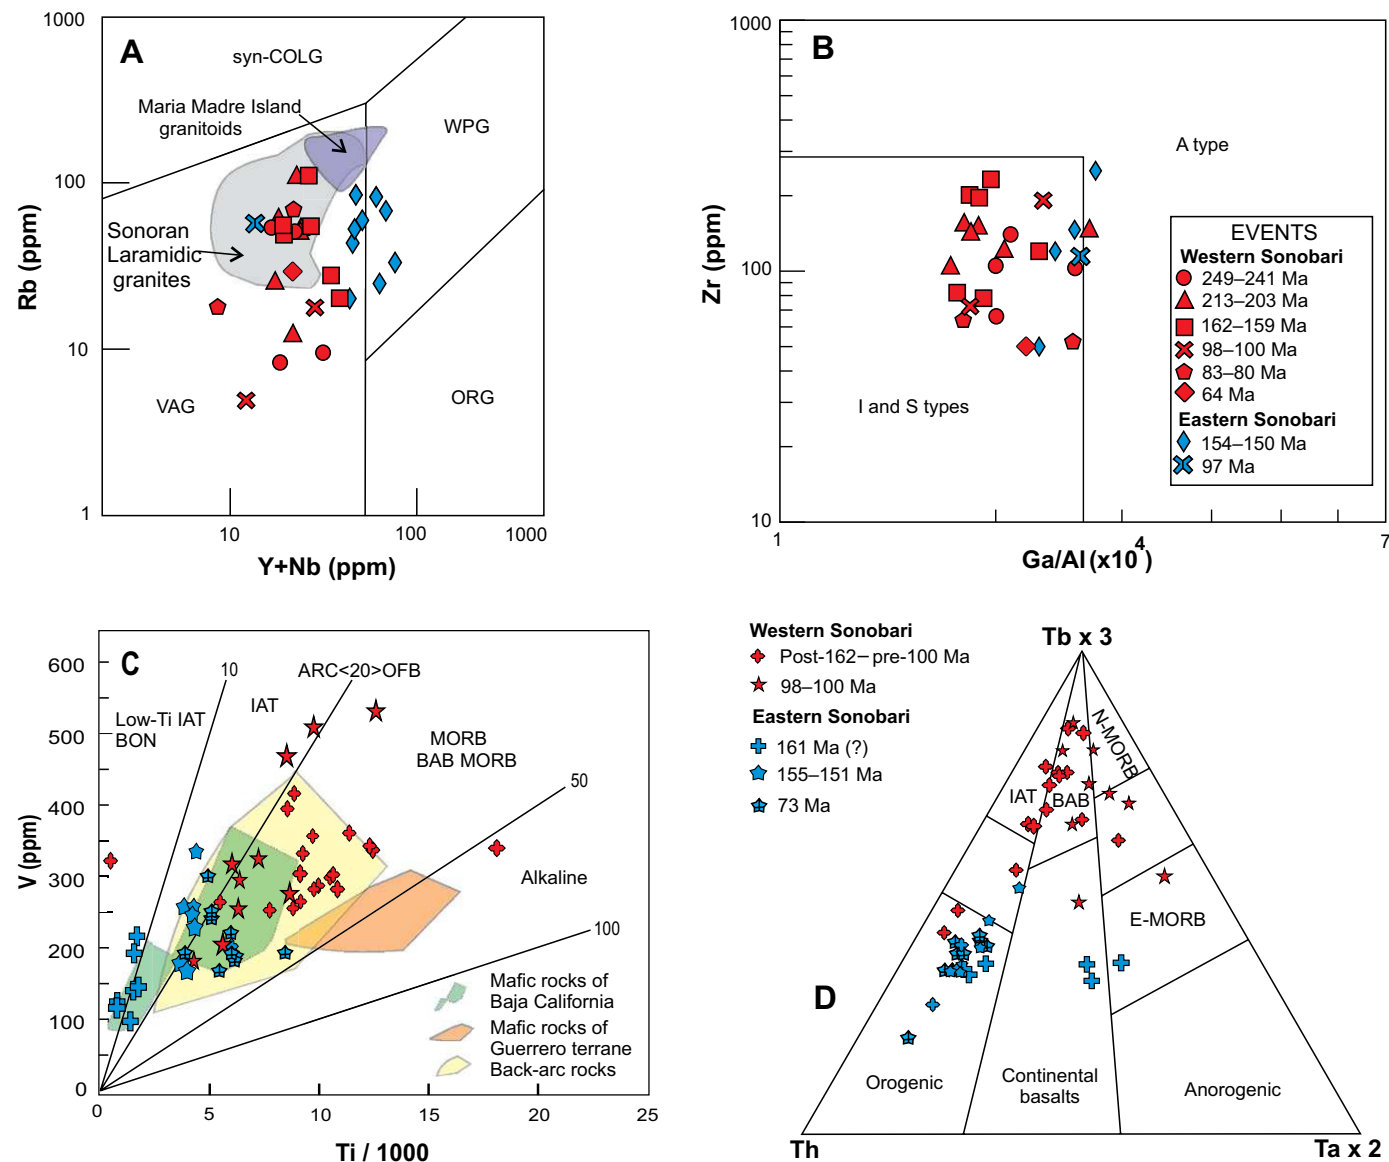 1000
A
syn-COLG
Maria Madre Island
granitoids
WPG
100
Sonoran
Laramidic
granites
10
VAG
ORG
1
10
100
1000
Rb (ppm)
Y+Nb (ppm)
1000
B
A type
100
I and S types
10
1
7
Zr (ppm)
Ga/Al (x10⁴)
EVENTS
Western Sonobari
249–241 Ma
213–203 Ma
162–159 Ma
98–100 Ma
83–80 Ma
64 Ma
Eastern Sonobari
154–150 Ma
97 Ma
600
500
400
300
200
100
0
C
10
ARC<20>OFB
Low-Ti IAT
BON
IAT
MORB
BAB MORB
50
Alkaline
100
Mafic rocks of
Baja California
Mafic rocks of
Guerrero terrane
Back-arc rocks
0
5
10
15
20
25
V (ppm)
Ti / 1000
Western Sonobari
Post-162–pre-100 Ma
98–100 Ma
Eastern Sonobari
161 Ma (?)
155–151 Ma
73 Ma
Tb x 3
N-MORB
IAT
BAB
E-MORB
D
Orogenic
Continental
basalts
Anorogenic
Th
Ta x 2